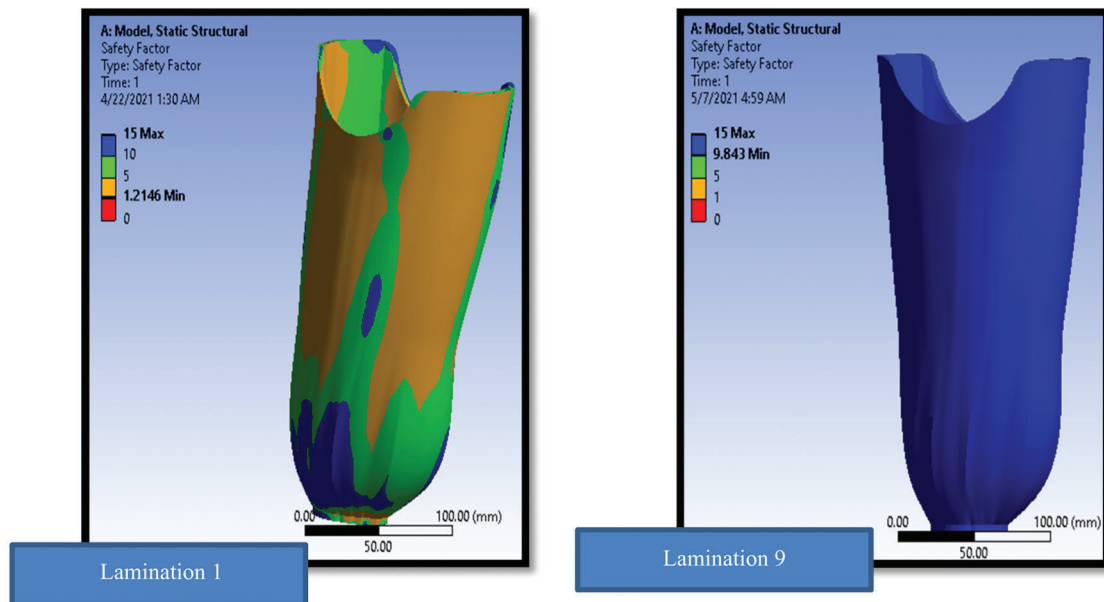 A: Model, Static Structural
Safety Factor
Type: Safety Factor
Time: 1
4/22/2021 1:30 AM
15 Max
10
5
1.2146 Min
0
0.00
100.00 (mm)
50.00
Lamination 1
A: Model, Static Structural
Safety Factor
Type: Safety Factor
Time: 1
5/7/2021 4:59 AM
15 Max
9.843 Min
5
1
0
0.00
100.00 (mm)
50.00
Lamination 9